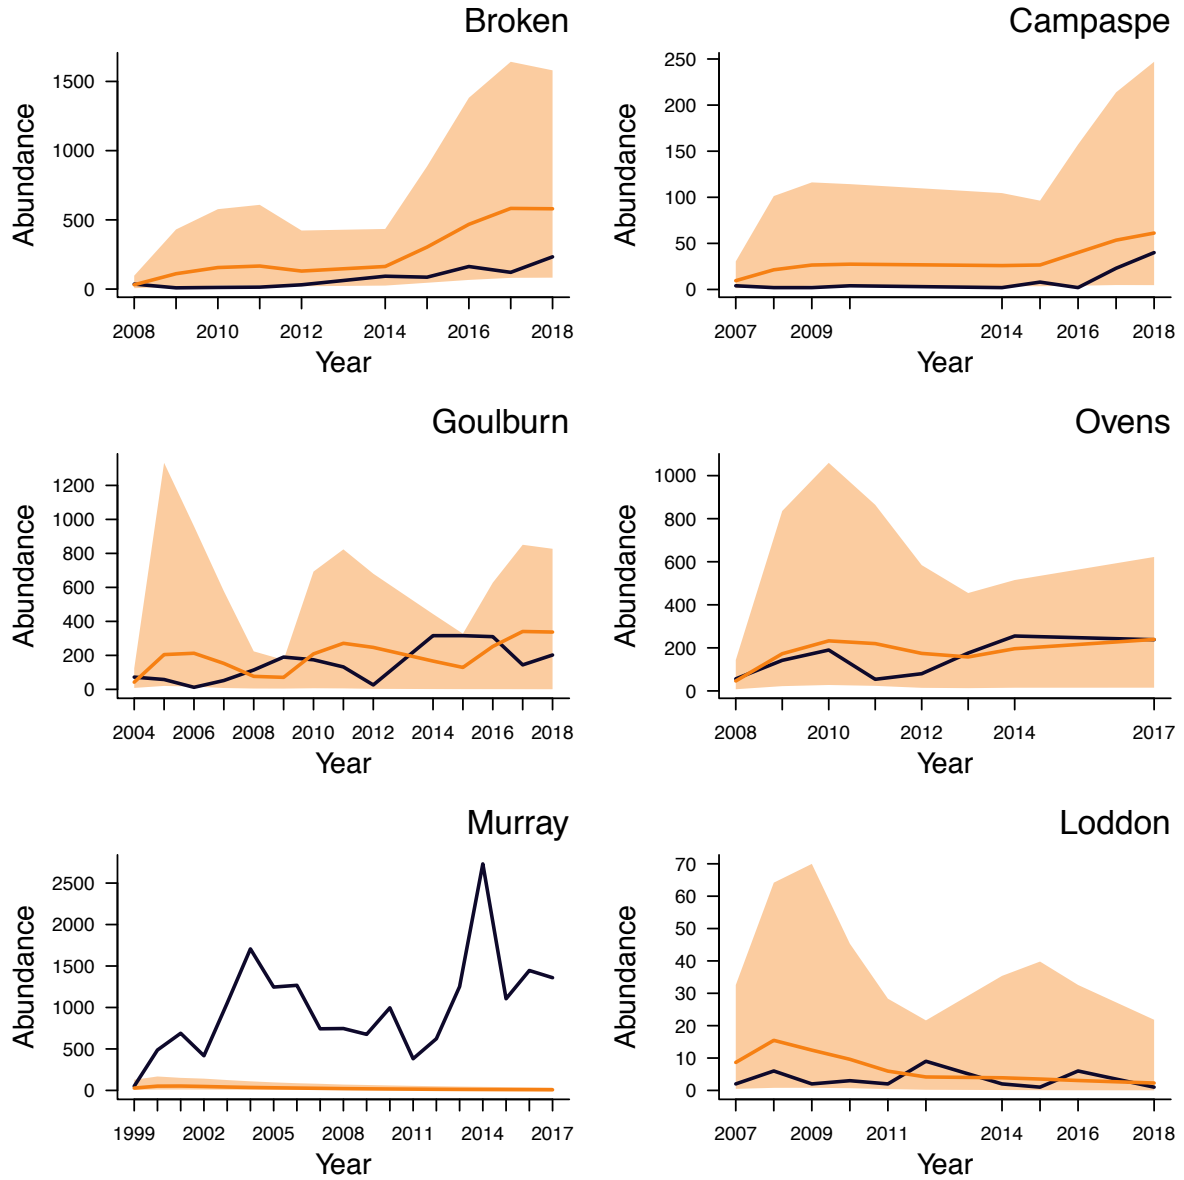 Broken
Abundance
1500
1000
500
0
2008 2010 2012 2014 2016 2018
Year
Campaspe
Abundance
250
200
150
100
50
0
2007 2009 2014 2016 2018
Year
Goulburn
Abundance
1200
1000
800
600
400
200
0
2004 2006 2008 2010 2012 2014 2016 2018
Year
Ovens
Abundance
1000
800
600
400
200
0
2008 2010 2012 2014 2017
Year
Murray
Abundance
2500
2000
1500
1000
500
0
1999 2002 2005 2008 2011 2014 2017
Year
Loddon
Abundance
70
60
50
40
30
20
10
0
2007 2009 2011 2014 2016 2018
Year